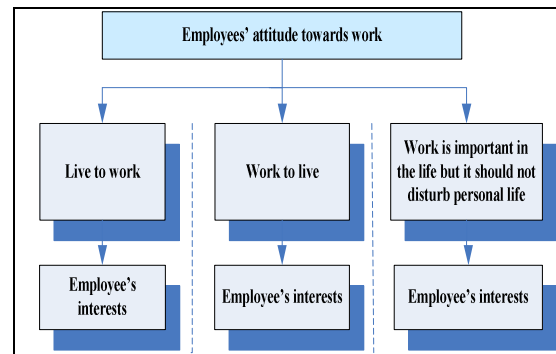 Employees' attitude towards work
Live to work
Work to live
Work is important in
the life but it should not
disturb personal life
Employee's
interests
Employee's interests
Employee's interests